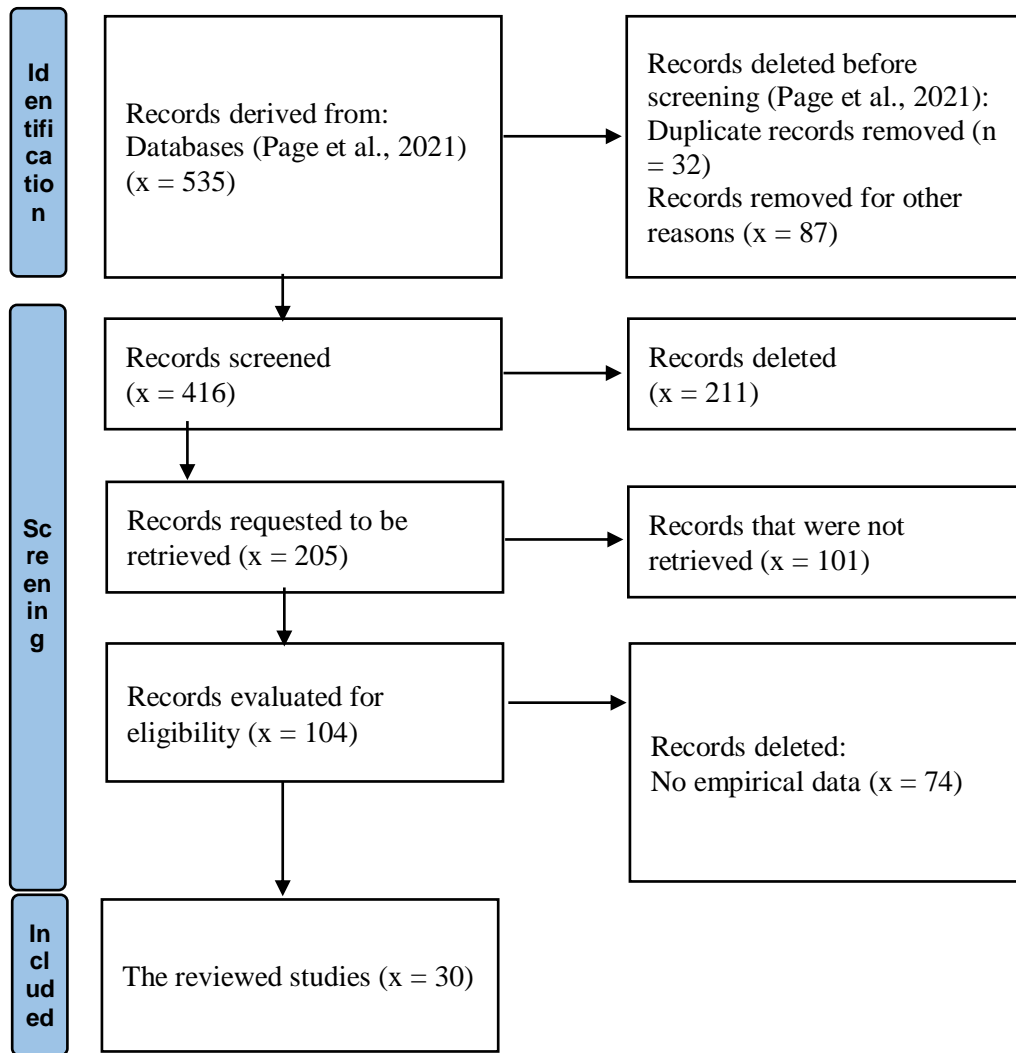 Id
en
tifi
ca
tio
n
Records derived from:
Databases (Page et al., 2021)
(x = 535)
Records deleted before
screening (Page et al., 2021):
Duplicate records removed (n
= 32)
Records removed for other
reasons (x = 87)
Sc
re
en
in
g
Records screened
(x = 416)
Records deleted
(x = 211)
Records requested to be
retrieved (x = 205)
Records that were not
retrieved (x = 101)
Records evaluated for
eligibility (x = 104)
Records deleted:
No empirical data (x = 74)
In
cl
ud
ed
The reviewed studies (x = 30)